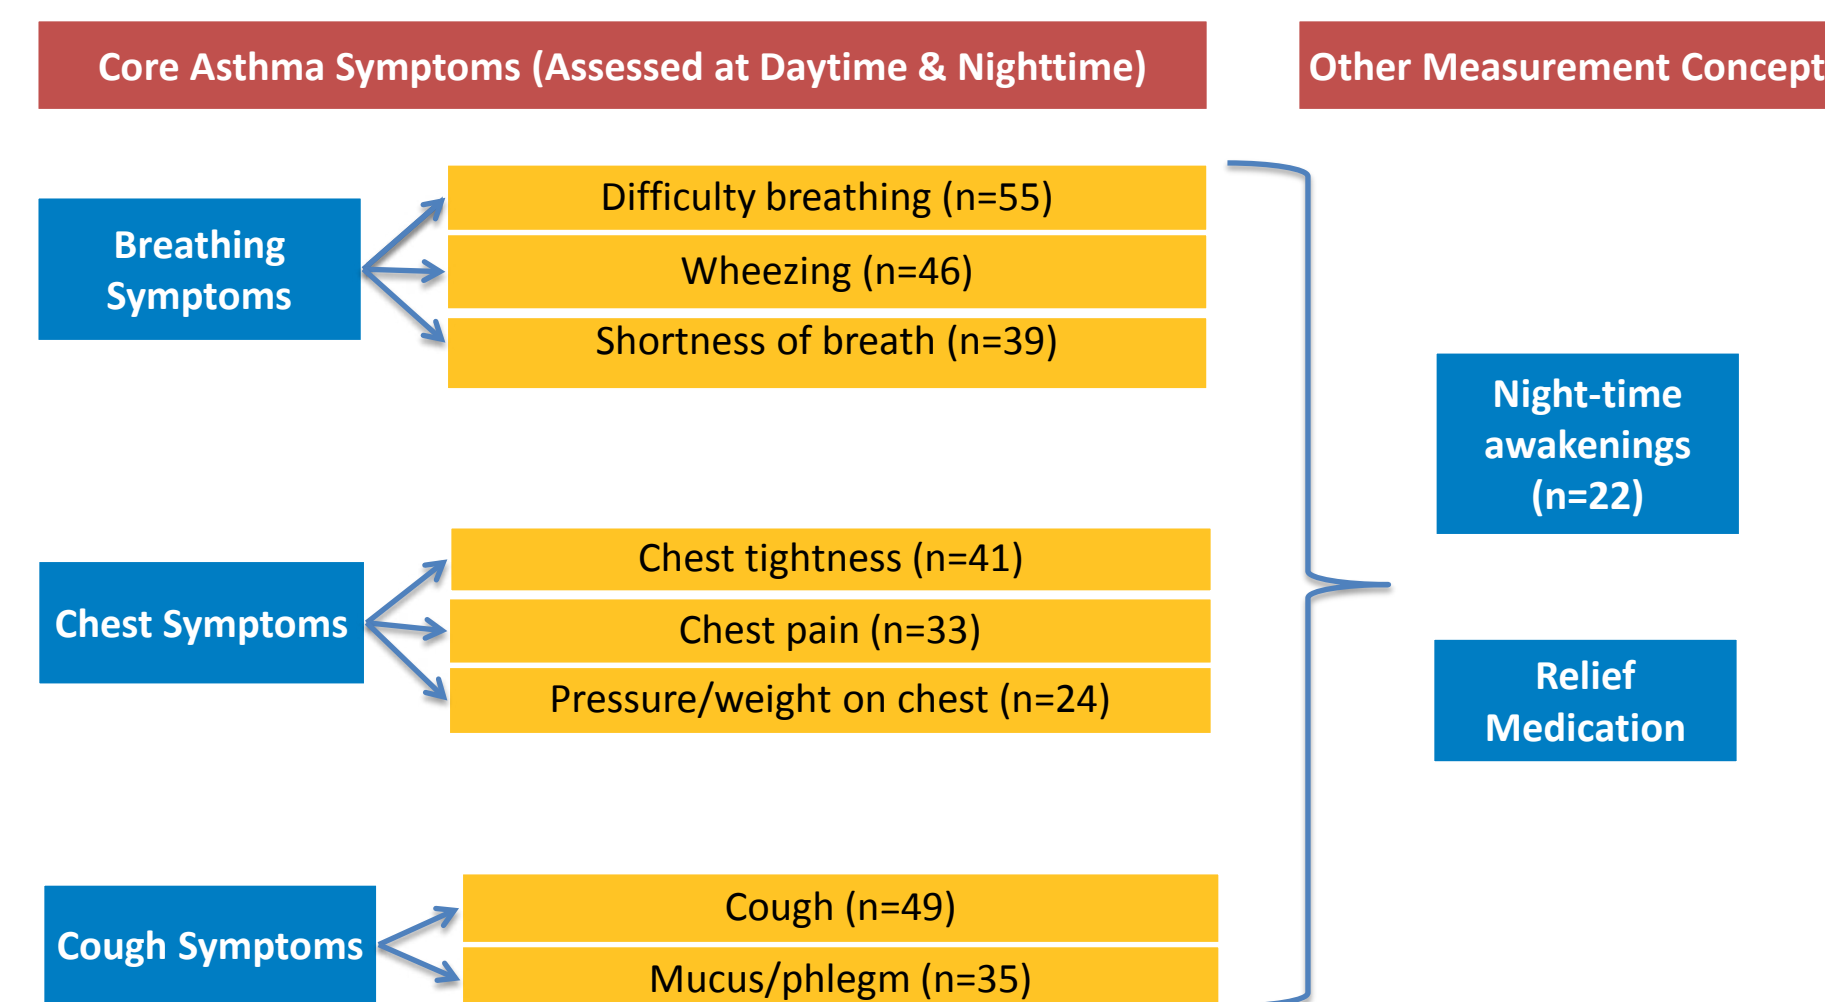 Core Asthma Symptoms (Assessed at Daytime & Nighttime)
Other Measurement Concept
Breathing
Symptoms
Difficulty breathing (n=55)
Wheezing (n=46)
Shortness of breath (n=39)
Chest Symptoms
Chest tightness (n=41)
Chest pain (n=33)
Pressure/weight on chest (n=24)
Cough Symptoms
Cough (n=49)
Mucus/phlegm (n=35)
Night-time
awakenings
(n=22)
Relief
Medication